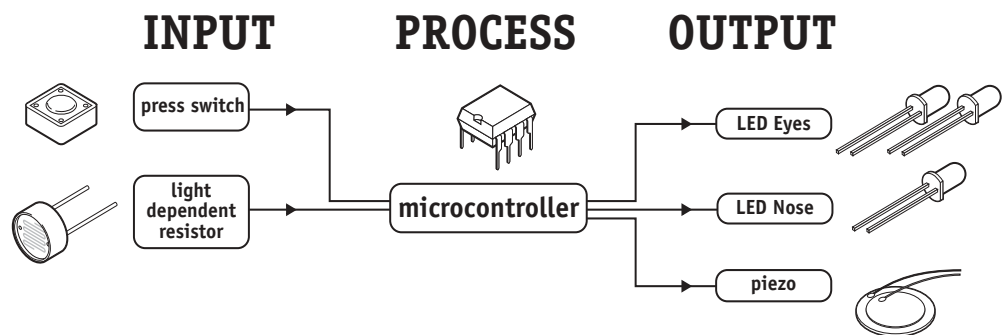 INPUT
PROCESS
OUTPUT
press switch
light
dependent
resistor
microcontroller
LED Eyes
LED Nose
piezo